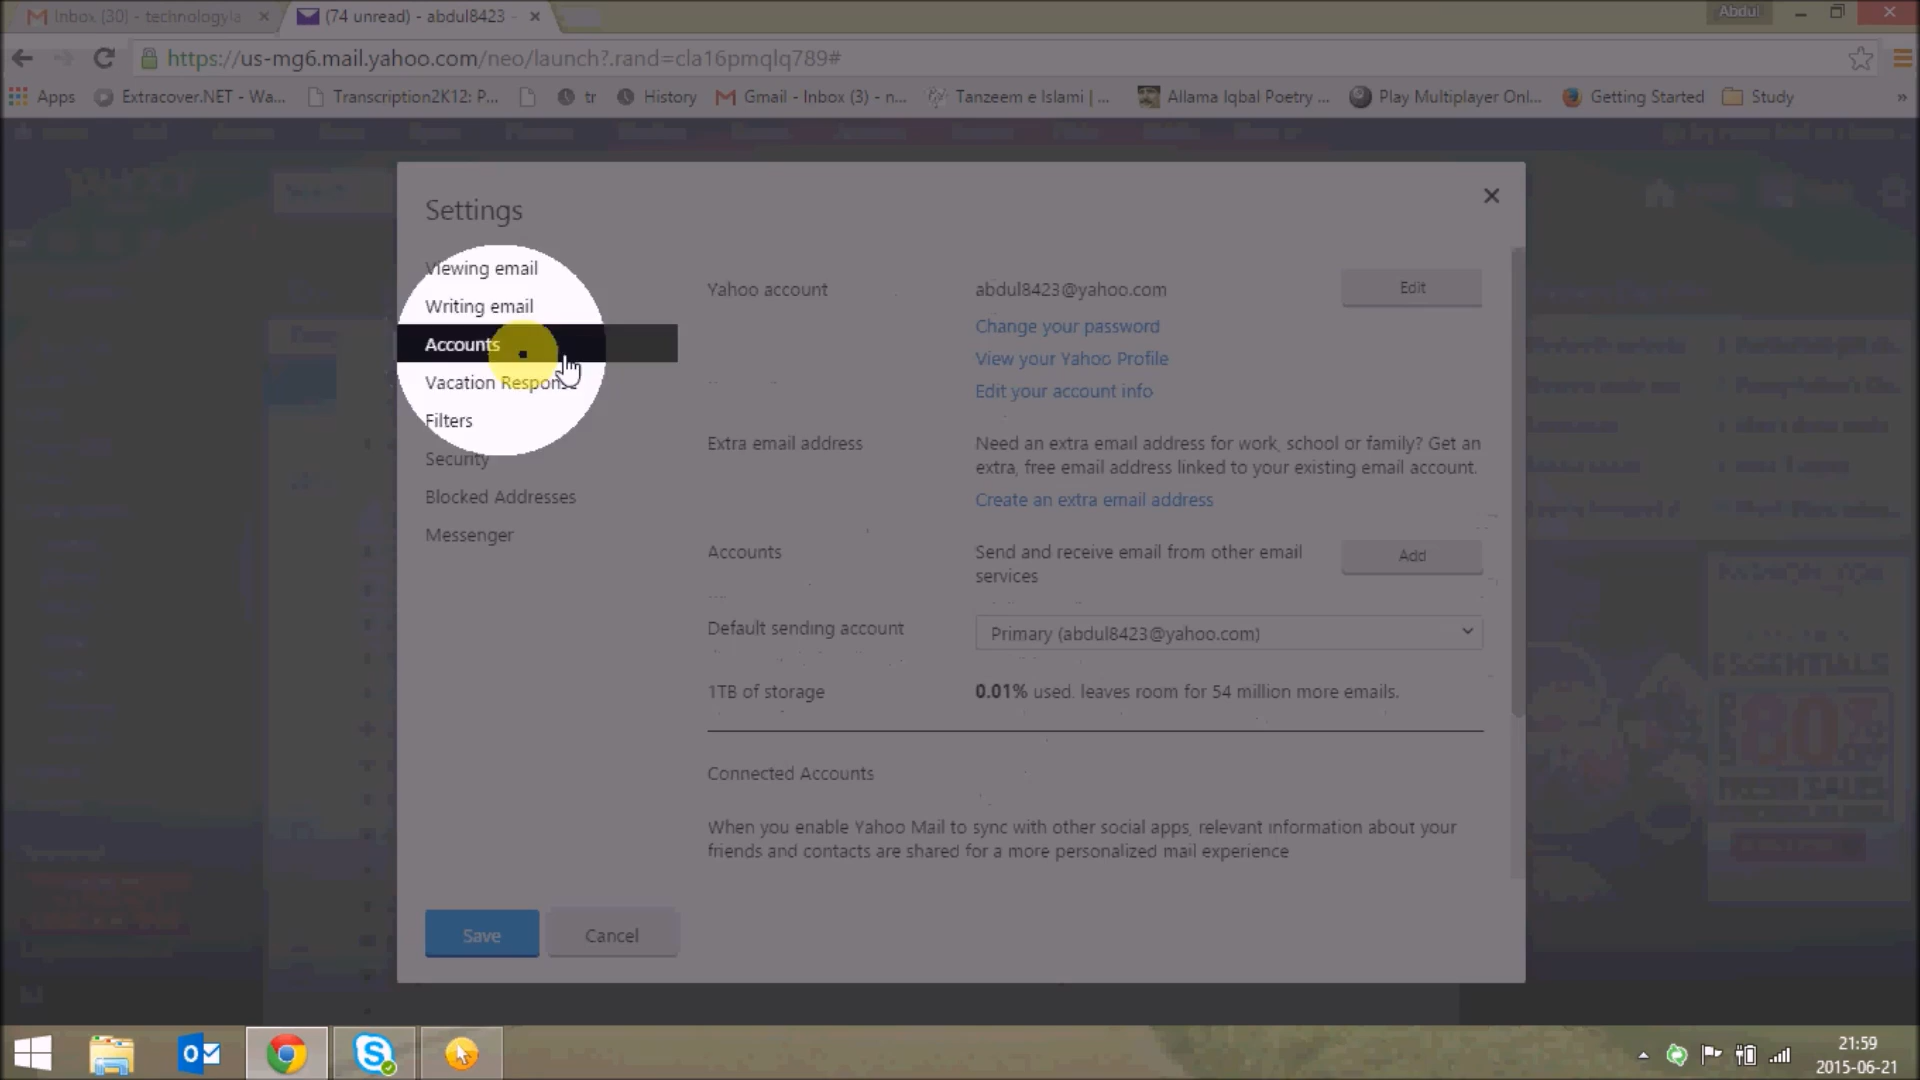 Inbox (30) - technologyla
(74 unread) - abdul8423
Abdul
https://us-mg6.mail.yahoo.com/neo/launch?.rand=cla16pmqlq789#
Apps
Extracover.NET - Wa...
Transcription2K12: P...
tr
History
Gmail - Inbox (3) - n...
Tanzeem e Islami | ...
Allama Iqbal Poetry ...
Play Multiplayer Onl...
Getting Started
Study
»
Settings
Viewing email
Writing email
Accounts
Vacation Response
Filters
Security
Blocked Addresses
Messenger
Yahoo account
abdul8423@yahoo.com
Edit
Change your password
View your Yahoo Profile
Edit your account info
Extra email address
Need an extra email address for work, school or family? Get an
extra, free email address linked to your existing email account.
Create an extra email address
Accounts
Send and receive email from other email
services
Add
Default sending account
Primary (abdul8423@yahoo.com)
1TB of storage
0.01% used. leaves room for 54 million more emails.
Connected Accounts
When you enable Yahoo Mail to sync with other social apps, relevant information about your
friends and contacts are shared for a more personalized mail experience
Save
Cancel
ESSENTIALS
80%
21:59
2015-06-21